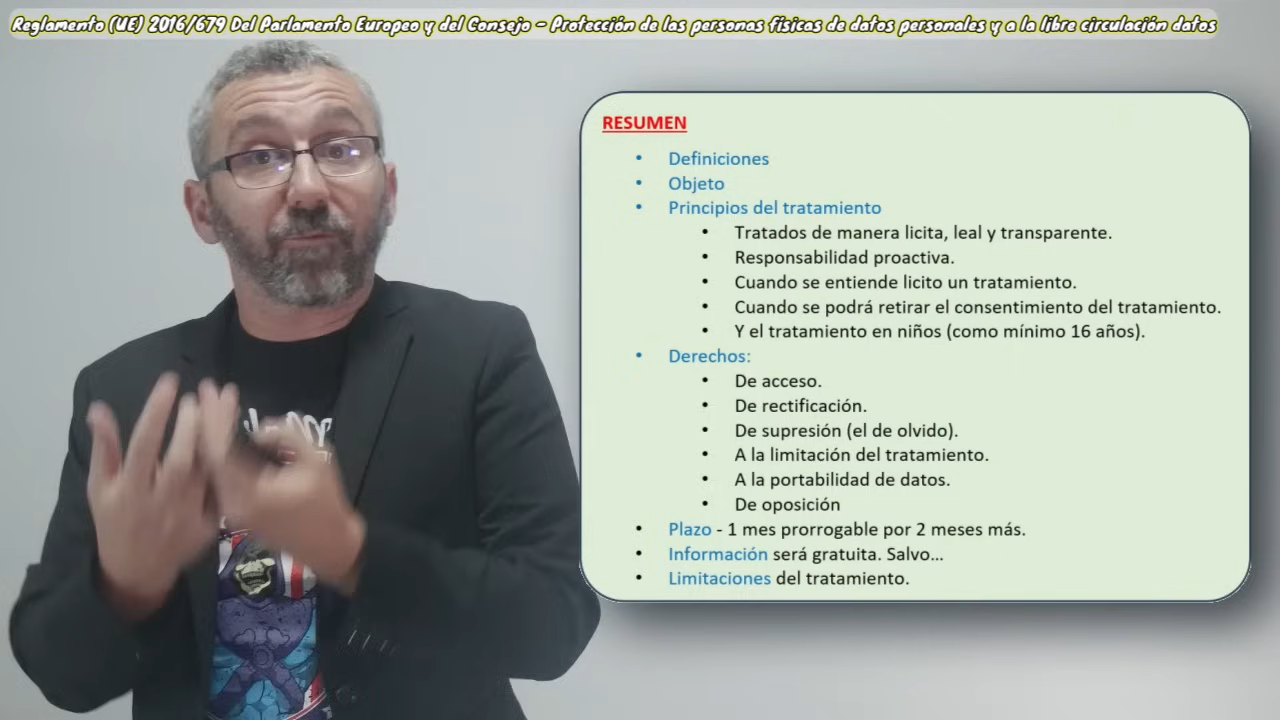 Reglamento (UE) 2016/679 Del Parlamento Europeo y del Consejo - Protección de las personas físicas de datos personales y a la libre circulación datos
RESUMEN
• Definiciones
• Objeto
• Principios del tratamiento
• Tratados de manera licita, leal y transparente.
• Responsabilidad proactiva.
• Cuando se entiende licito un tratamiento.
• Cuando se podrá retirar el consentimiento del tratamiento.
• Y el tratamiento en niños (como mínimo 16 años).
• Derechos:
• De acceso.
• De rectificación.
• De supresión (el de olvido).
• A la limitación del tratamiento.
• A la portabilidad de datos.
• De oposición
• Plazo - 1 mes prorrogable por 2 meses más.
• Información será gratuita. Salvo...
• Limitaciones del tratamiento.